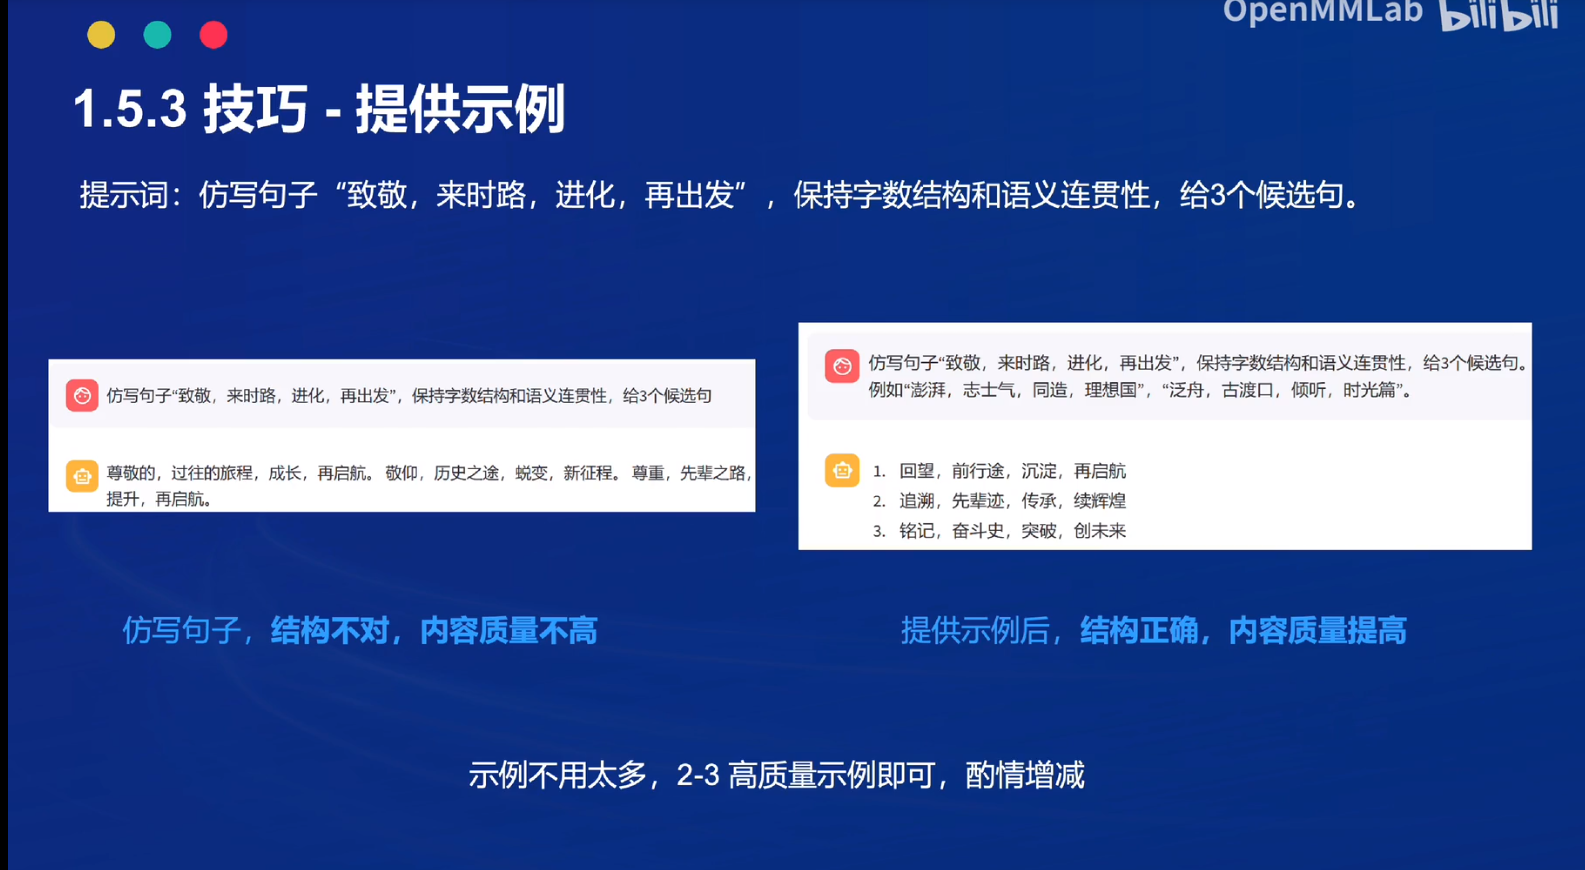 OpenMMLab bilibili
1.5.3 技巧 - 提供示例
提示词：仿写句子“致敬，来时路，进化，再出发”，保持字数结构和语义连贯性，给3个候选句。
仿写句子“致敬，来时路，进化，再出发”，保持字数结构和语义连贯性，给3个候选句
尊敬的，过往的旅程，成长，再启航。 敬仰，历史之途，蜕变，新征程。 尊重，先辈之路，
提升，再启航。
仿写句子，结构不对，内容质量不高
仿写句子“致敬，来时路，进化，再出发”，保持字数结构和语义连贯性，给3个候选句。
例如“澎湃，志士气，同造，理想国”，“泛舟，古渡口，倾听，时光篇”。
1. 回望，前行途，沉淀，再启航
2. 追溯，先辈迹，传承，续辉煌
3. 铭记，奋斗史，突破，创未来
提供示例后，结构正确，内容质量提高
示例不用太多，2-3 高质量示例即可，酌情增减